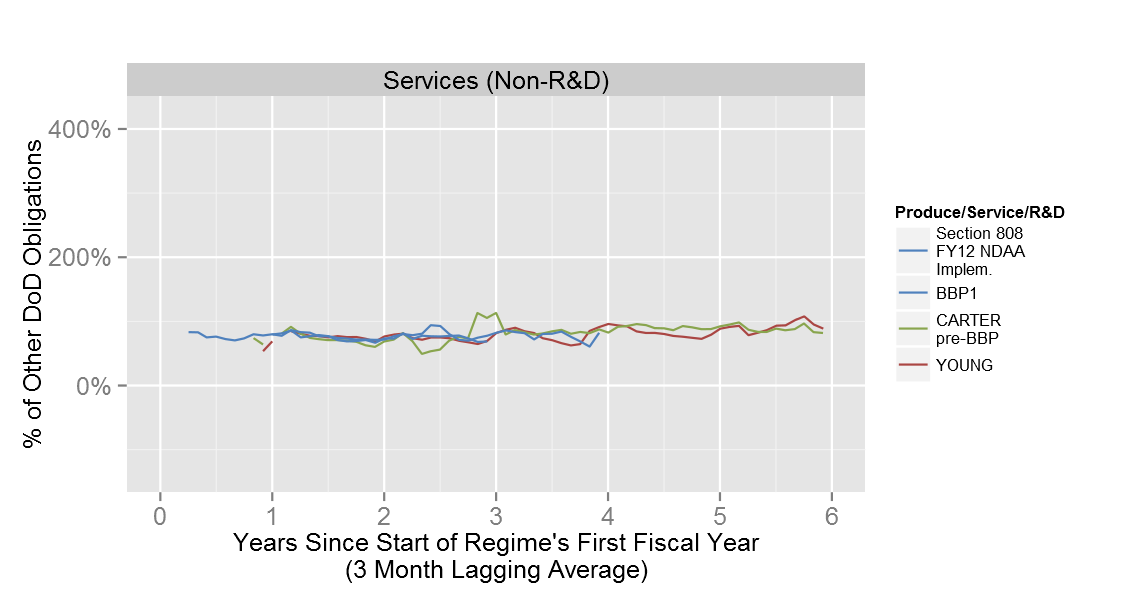 Services (Non-R&D)
% of Other DoD Obligations
400%
200%
0%
0 1 2 3 4 5 6
Years Since Start of Regime's First Fiscal Year
(3 Month Lagging Average)
Produce/Service/R&D
Section 808
FY12 NDAA
Implem.
BBP1
CARTER
pre-BBP
YOUNG